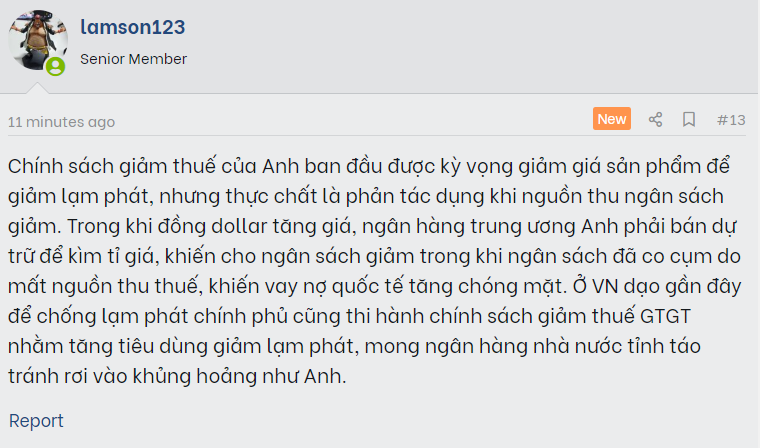 lamson123
Senior Member
11 minutes ago
New
#13
Chính sách giảm thuế của Anh ban đầu được kỳ vọng giảm giá sản phẩm để
giảm lạm phát, nhưng thực chất là phản tác dụng khi nguồn thu ngân sách
giảm. Trong khi đồng dollar tăng giá, ngân hàng trung ương Anh phải bán dự
trữ để kìm tỉ giá, khiến cho ngân sách giảm trong khi ngân sách đã co cụm do
mất nguồn thu thuế, khiến vay nợ quốc tế tăng chóng mặt. Ở VN dạo gần đây
để chống lạm phát chính phủ cũng thi hành chính sách giảm thuế GTGT
nhằm tăng tiêu dùng giảm lạm phát, mong ngân hàng nhà nước tỉnh táo
tránh rơi vào khủng hoảng như Anh.
Report